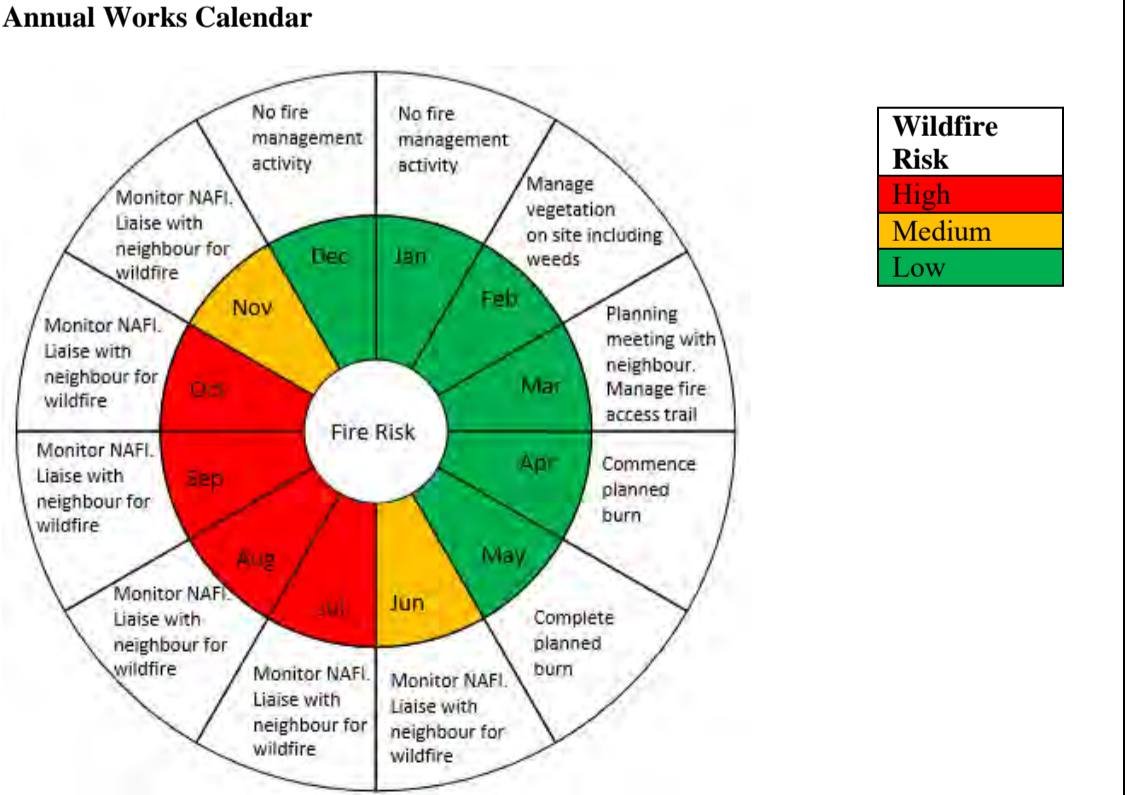 Annual Works Calendar
No fire
management
activity
Manage
vegetation
on site including
weeds
Planning
meeting with
neighbour.
Manage fire
access trail
Commence
planned
burn
Complete
planned
burn
Monitor NAFI.
Liaise with
neighbour for
wildfire
Monitor NAFI.
Liaise with
neighbour for
wildfire
Monitor NAFI.
Liaise with
neighbour for
wildfire
Monitor NAFI.
Liaise with
neighbour for
wildfire
Monitor NAFI.
Liaise with
neighbour for
wildfire
Monitor NAFI.
Liaise with
neighbour for
wildfire
No fire
management
activity
Jan
Feb
Mar
Apr
May
Jun
Jul
Aug
Sep
Oct
Nov
Dec
Fire Risk
Wildfire
Risk
High
Medium
Low